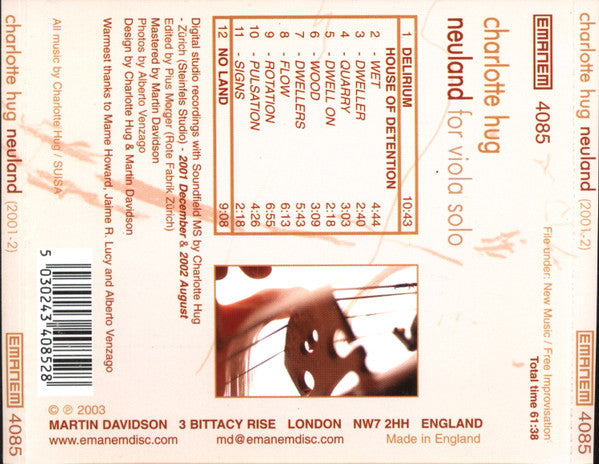 charlotte hug neuland (2001-2) EMANEM 4085
EMANEM 4085
File under: New Music / Free Improvisation
Total time 61:38
charlotte hug
neuland for viola solo
1 DELIRIUM 10:43
HOUSE OF DETENTION
2 - WET 4:44
3 - DWELLER 2:40
4 - QUARRY 3:03
5 - DWELL ON 2:18
6 - WOOD 3:09
7 - DWELLERS 5:43
8 - FLOW 6:13
9 - ROTATION 6:55
10 - PULSATION 4:26
11 - SIGNS 2:18
12 NO LAND 9:08
Digital studio recordings with Soundfield MS by Charlotte Hug
- Zürich (Steinfels Studio) - 2001 December & 2002 August
Edited by Pius Morger (Rote Fabrik Zürich)
Mastered by Martin Davidson
Photos by Alberto Venzago
Design by Charlotte Hug & Martin Davidson
Warmest thanks to Mame Howard, Jaime R. Lucy and Alberto Venzago
All music by Charlotte Hug / SUISA
5 030243 408528
© ℗ 2003
MARTIN DAVIDSON 3 BITTACY RISE LONDON NW7 2HH ENGLAND
www.emanemdisc.com md@emanemdisc.com Made in England
charlotte hug neuland (2001-2) EMANEM 4085